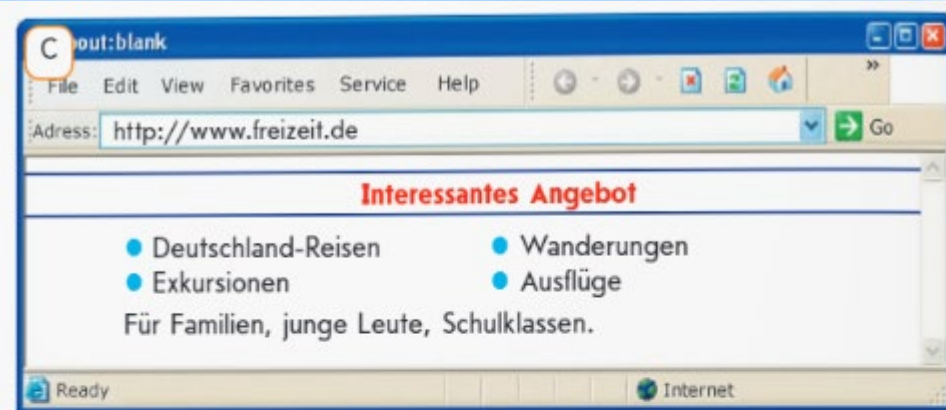 C
about:blank
File Edit View Favorites Service Help »
Adress: http://www.freizeit.de Go
Interessantes Angebot
• Deutschland-Reisen • Wanderungen
• Exkursionen • Ausflüge
Für Familien, junge Leute, Schulklassen.
Ready Internet